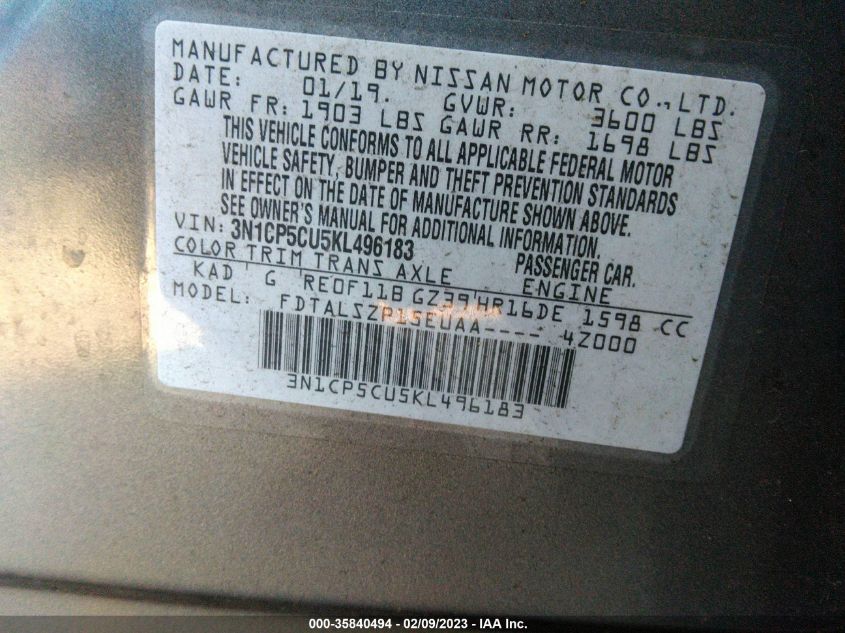 MANUFACTURED BY NISSAN MOTOR CO., LTD.
DATE: 01/19. GVWR: 3600 LBS
GAWR FR: 1903 LBS GAWR RR: 1698 LBS
THIS VEHICLE CONFORMS TO ALL APPLICABLE FEDERAL MOTOR
VEHICLE SAFETY, BUMPER AND THEFT PREVENTION STANDARDS
IN EFFECT ON THE DATE OF MANUFACTURE SHOWN ABOVE.
SEE OWNER'S MANUAL FOR ADDITIONAL INFORMATION.
VIN: 3N1CP5CU5KL496183 PASSENGER CAR.
COLOR TRIM TRANS AXLE ENGINE
KAD G RE0F11B GZ39 HR16DE 1598 CC
MODEL: 4Z000
3N1CP5CU5KL496183
000-35840494 - 02/09/2023 - IAA Inc.